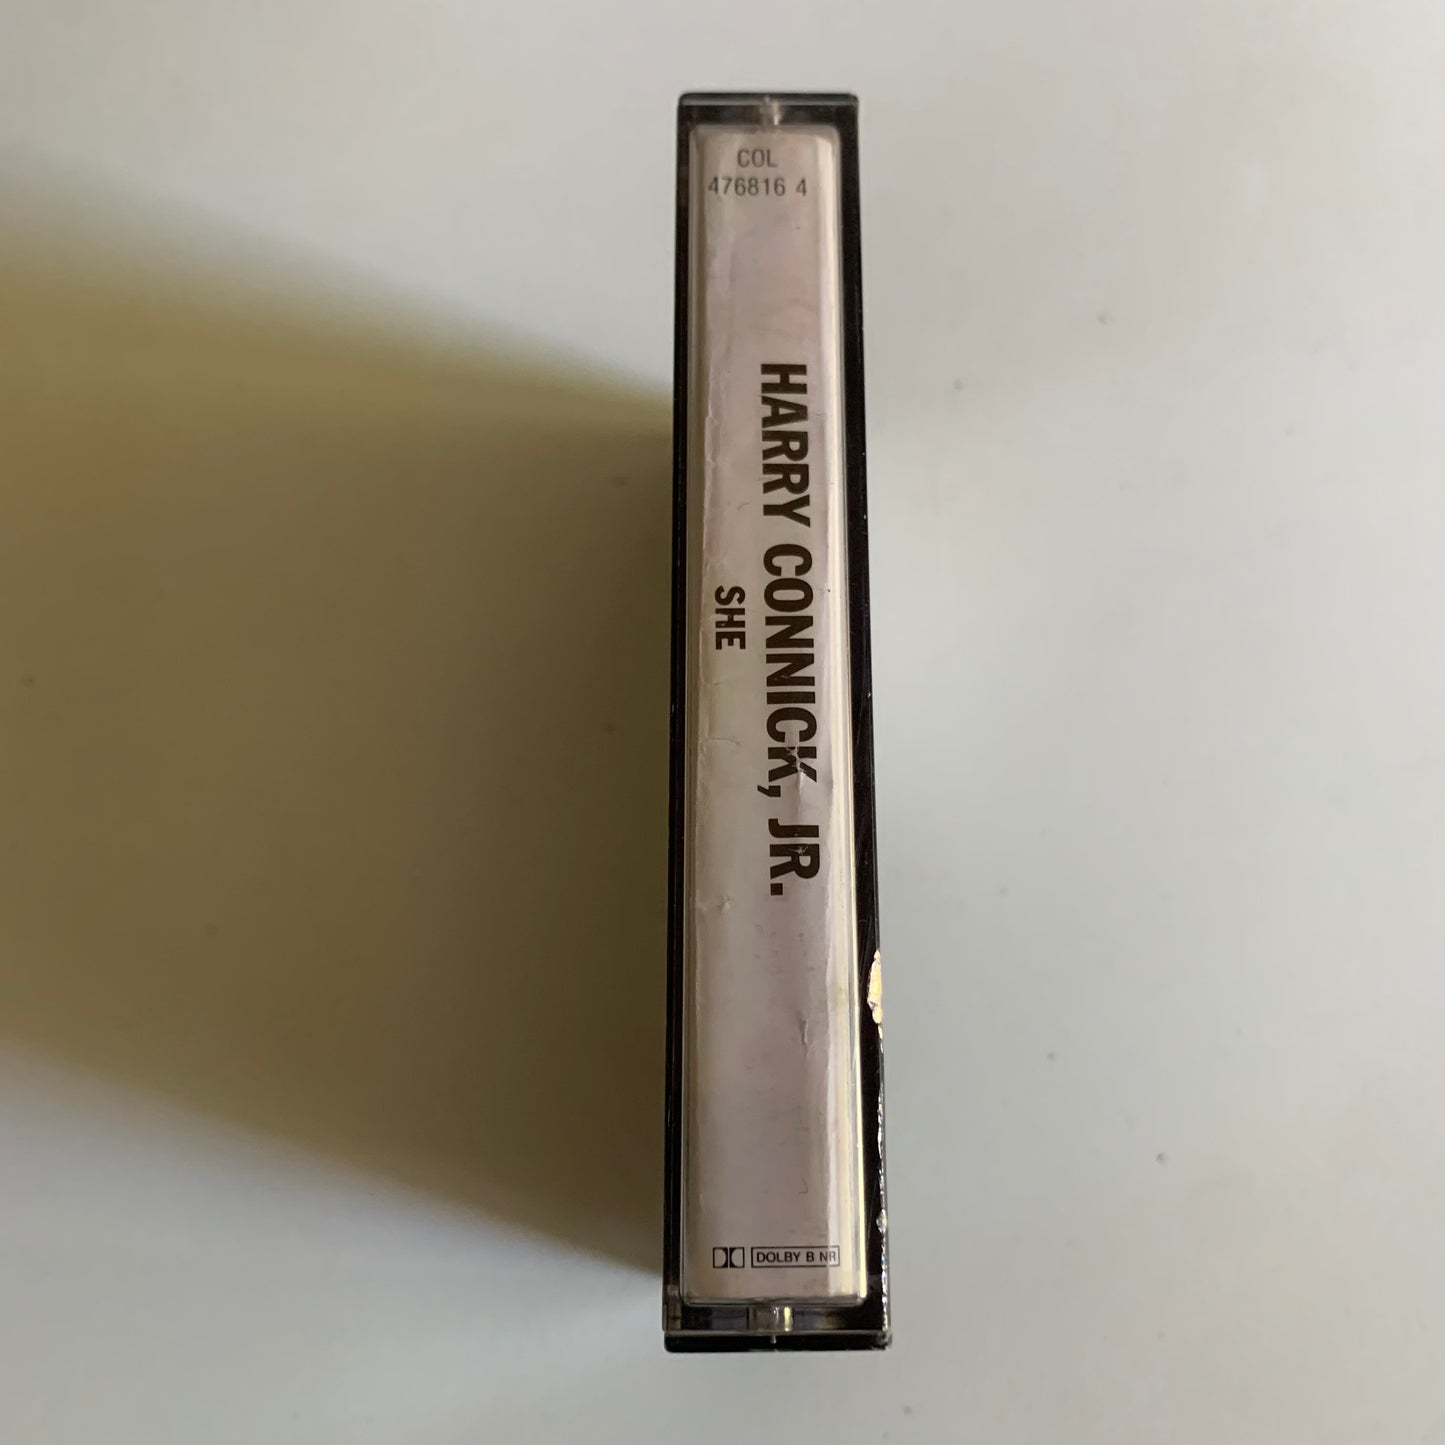 COL
476816 4
HARRY CONNICK, JR.
SHE
DOLBY B NR